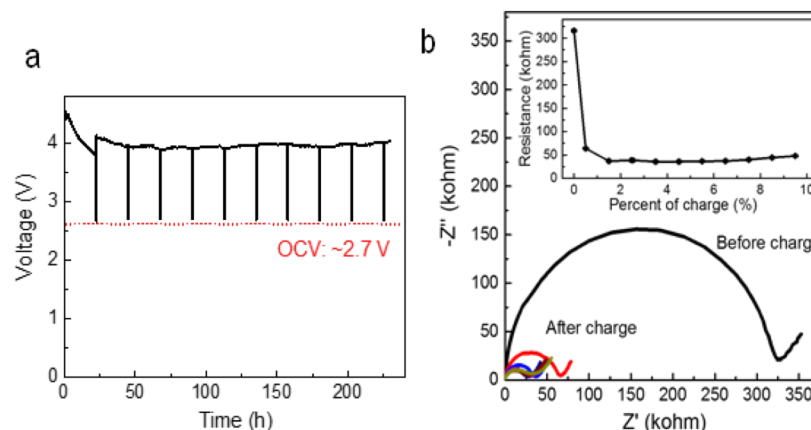 a
Voltage (V)
4
3
2
1
0
OCV: ~2.7 V
0 50 100 150 200
Time (h)
b
-Z" (kohm)
350
300
250
200
150
100
50
0
Resistance (kohm)
300
250
200
150
100
50
0
0 2 4 6 8 10
Percent of charge (%)
Before charg
After charge
0 50 100 150 200 250 300 350
Z' (kohm)